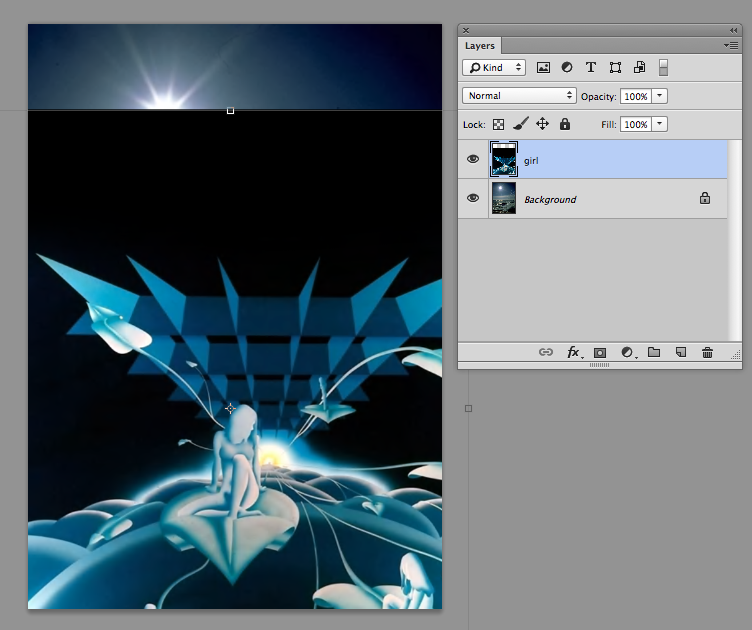 Layers
Kind
T
Normal
Opacity: 100%
Lock:
Fill: 100%
girl
Background
fx